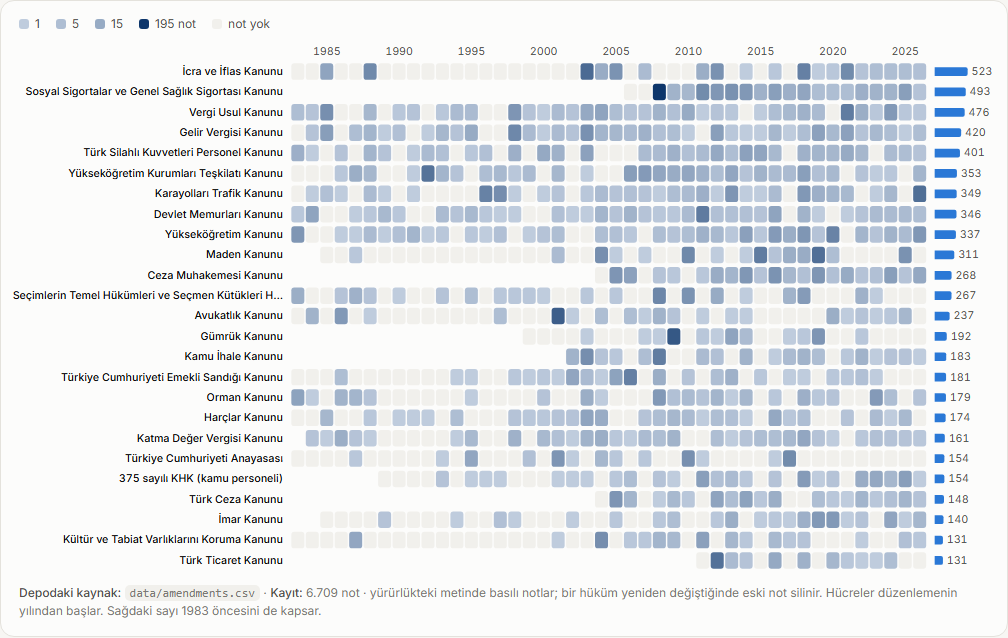 1 5 15 195 not not yok
1985 1990 1995 2000 2005 2010 2015 2020 2025
İcra ve İflas Kanunu 523
Sosyal Sigortalar ve Genel Sağlık Sigortası Kanunu 493
Vergi Usul Kanunu 476
Gelir Vergisi Kanunu 420
Türk Silahlı Kuvvetleri Personel Kanunu 401
Yükseköğretim Kurumları Teşkilatı Kanunu 353
Karayolları Trafik Kanunu 349
Devlet Memurları Kanunu 346
Yükseköğretim Kanunu 337
Maden Kanunu 311
Ceza Muhakemesi Kanunu 268
Seçimlerin Temel Hükümleri ve Seçmen Kütükleri H... 267
Avukatlık Kanunu 237
Gümrük Kanunu 192
Kamu İhale Kanunu 183
Türkiye Cumhuriyeti Emekli Sandığı Kanunu 181
Orman Kanunu 179
Harçlar Kanunu 174
Katma Değer Vergisi Kanunu 161
Türkiye Cumhuriyeti Anayasası 154
375 sayılı KHK (kamu personeli) 154
Türk Ceza Kanunu 148
İmar Kanunu 140
Kültür ve Tabiat Varlıklarını Koruma Kanunu 131
Türk Ticaret Kanunu 131
Depodaki kaynak: data/amendments.csv · Kayıt: 6.709 not · yürürlükteki metinde basılı notlar; bir hüküm yeniden değiştiğinde eski not silinir. Hücreler düzenlemenin
yılından başlar. Sağdaki sayı 1983 öncesini de kapsar.